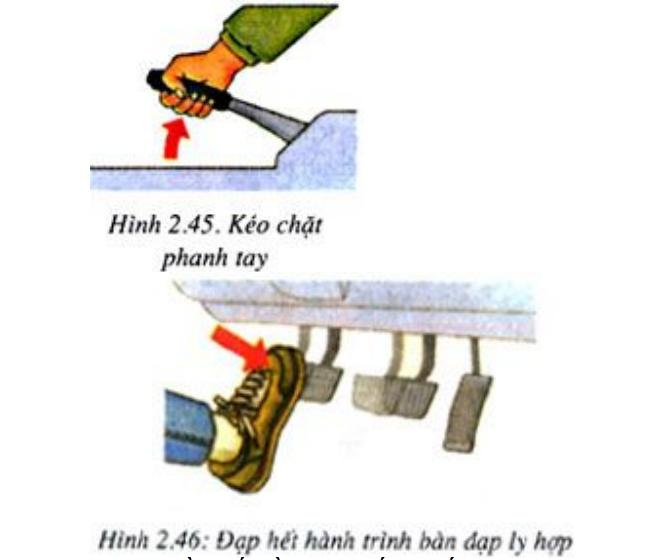 Hình 2.45. Kéo chặt
phanh tay
Hình 2.46: Đạp hết hành trình bàn đạp ly hợp